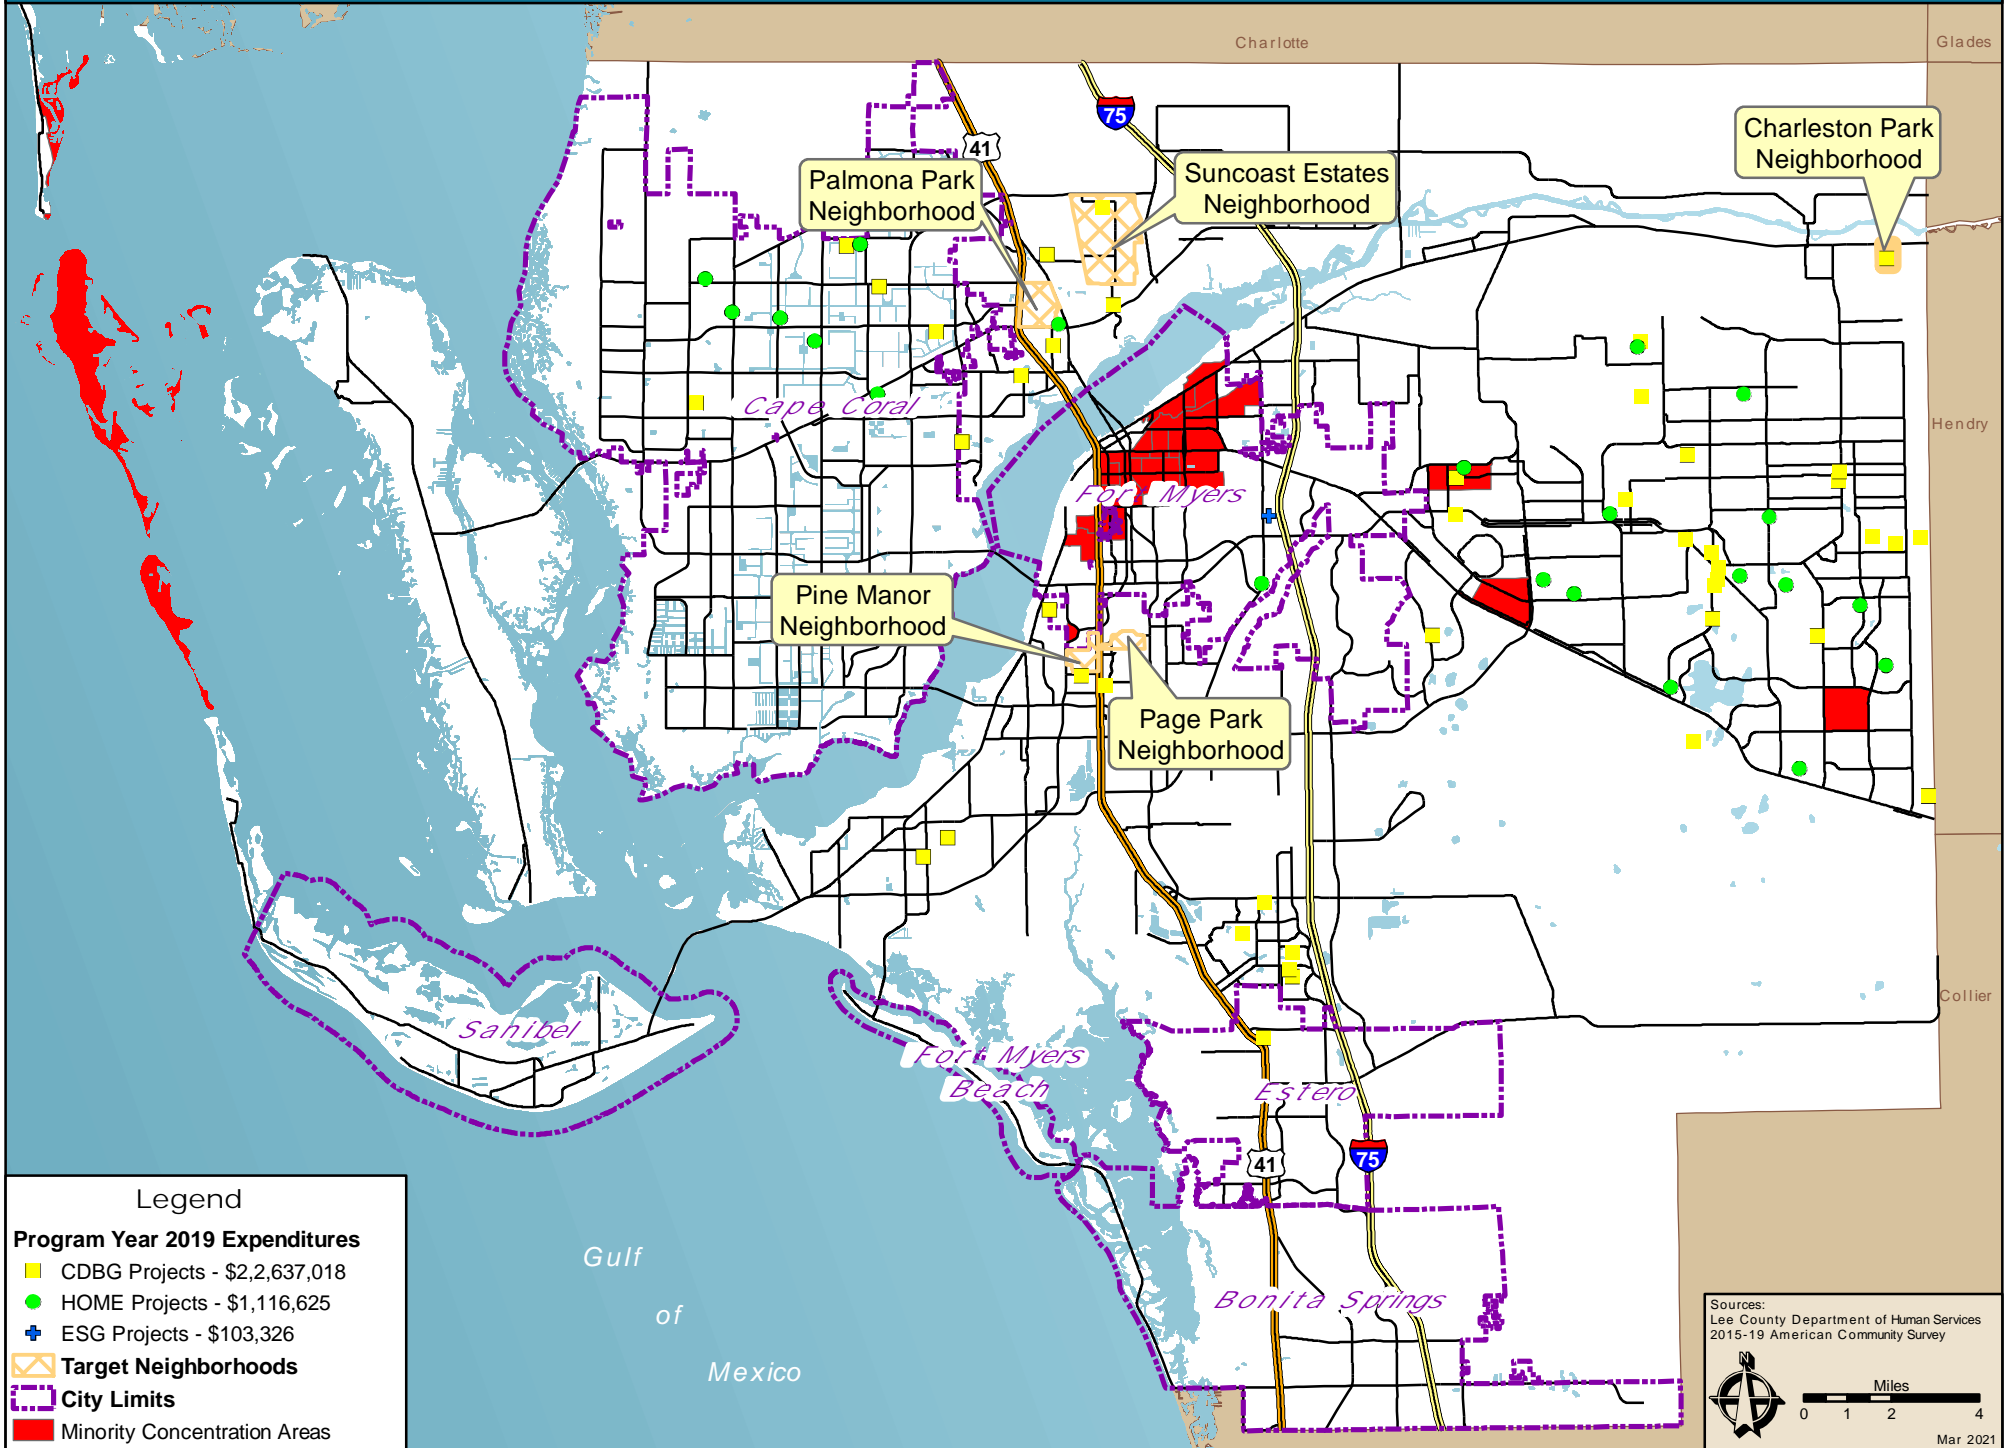 Charlotte
Glades
75
41
Charleston Park
Neighborhood
Palmona Park
Neighborhood
Suncoast Estates
Neighborhood
Cape Coral
Hendry
Fort Myers
Pine Manor
Neighborhood
Page Park
Neighborhood
Collier
Sanibel
Fort Myers
Beach
Estero
41
75
Bonita Springs
Gulf
of
Mexico
Legend
Program Year 2019 Expenditures
CDBG Projects - $2,2,637,018
HOME Projects - $1,116,625
ESG Projects - $103,326
Target Neighborhoods
City Limits
Minority Concentration Areas
Sources:
Lee County Department of Human Services
2015-19 American Community Survey
N
Miles
0 1 2 4
Mar 2021